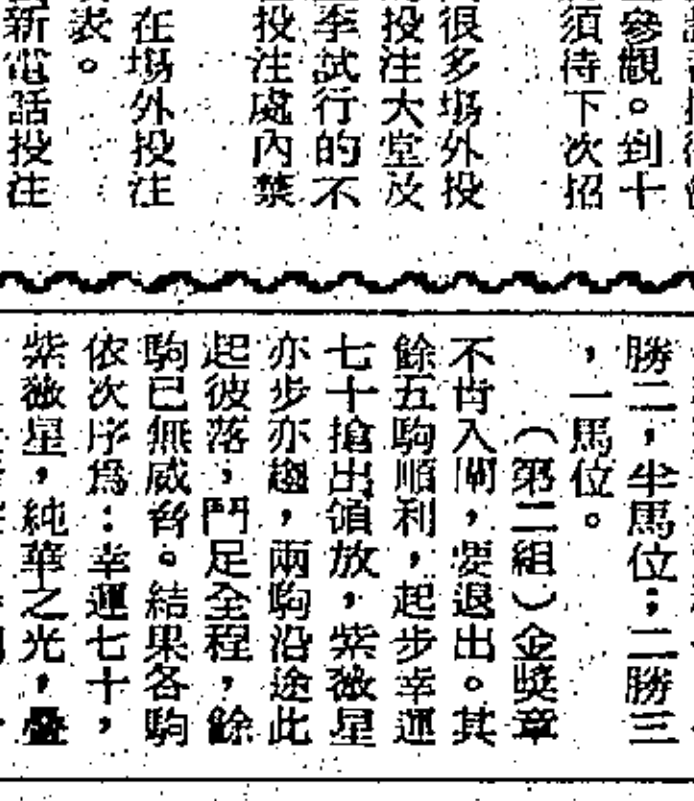 參觀。到十
須待下次招
很多場外投
投注大堂及
季試行的不
投注處內禁
在場外投注
表。
新電話投注
勝二，半馬位；二勝三
，一馬位。
（第二組）金獎章
不肯入閘，要退出。其
餘五駒順利，起步幸運
七十搶出領放，紫薇星
亦步亦趨，兩駒沿途此
起彼落，鬥足全程，餘
駒已無威脅。結果各駒
依次序爲：幸運七十，
紫薇星，純華之光，疊